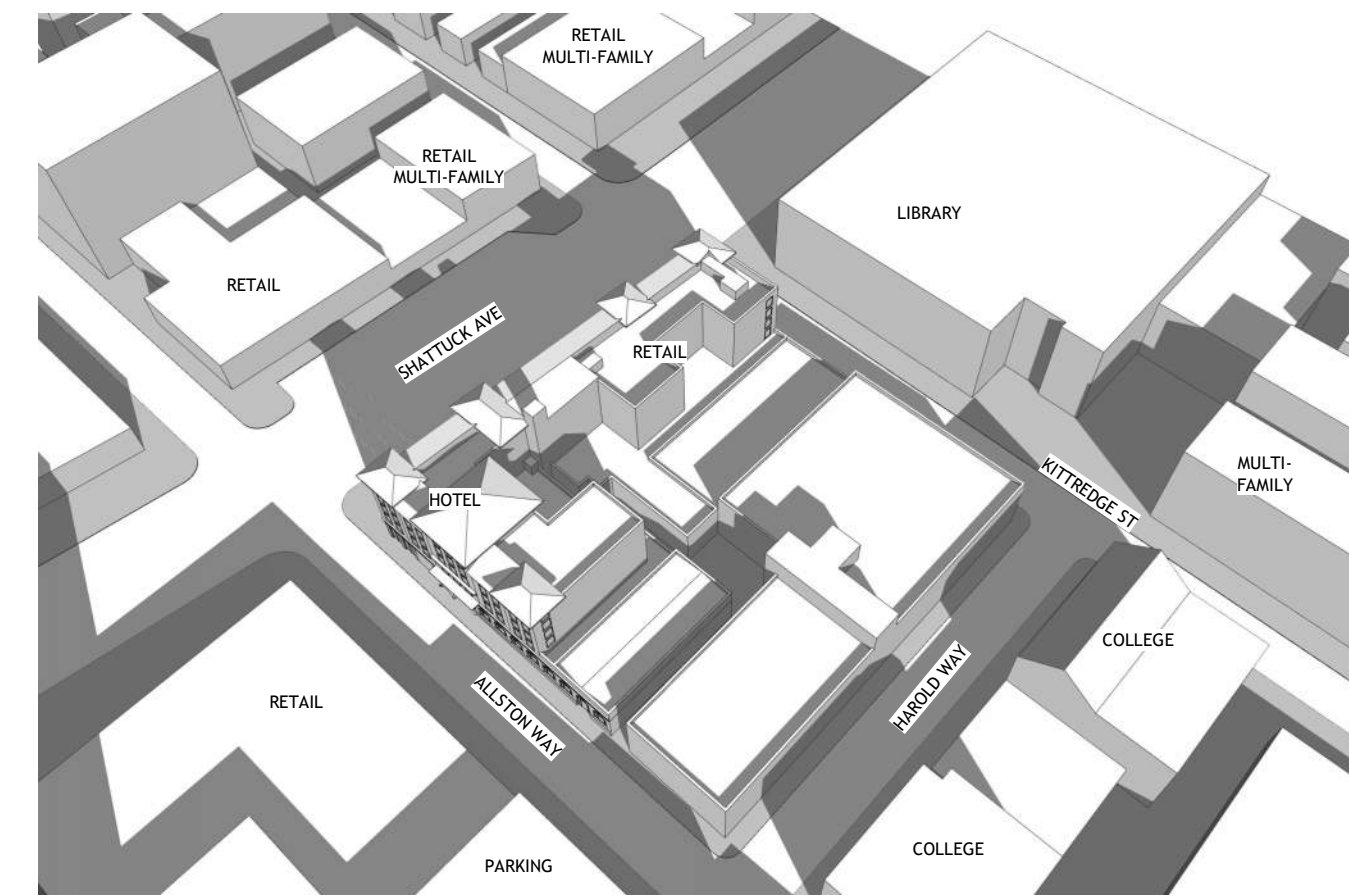 RETAIL
MULTI-FAMILY
RETAIL
MULTI-FAMILY
LIBRARY
RETAIL
SHATTUCK AVE
RETAIL
MULTI-
FAMILY
KITTREDGE ST
HOTEL
COLLEGE
HAROLD WAY
RETAIL
ALLSTON WAY
COLLEGE
PARKING